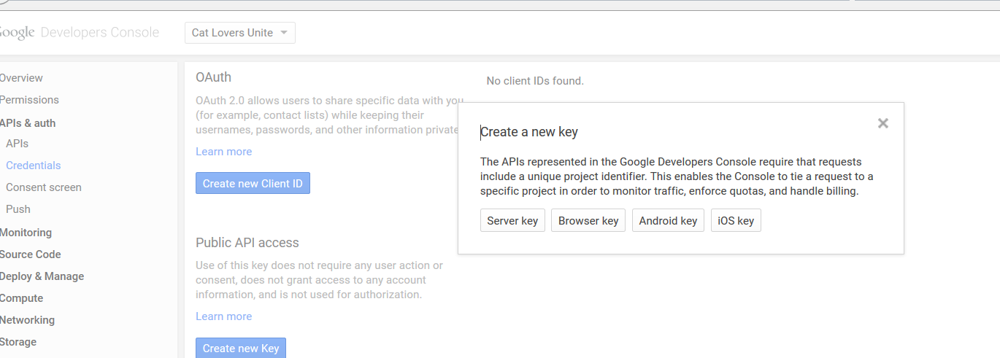 Google Developers Console
Cat Lovers Unite
Overview
Permissions
APIs & auth
APIs
Credentials
Consent screen
Push
Monitoring
Source Code
Deploy & Manage
Compute
Networking
Storage
OAuth
OAuth 2.0 allows users to share specific data with you
(for example, contact lists) while keeping their
usernames, passwords, and other information private
Learn more
Create new Client ID
Public API access
Use of this key does not require any user action or
consent, does not grant access to any account
information, and is not used for authorization.
Learn more
Create new Key
No client IDs found.
Create a new key
The APIs represented in the Google Developers Console require that requests
include a unique project identifier. This enables the Console to tie a request to a
specific project in order to monitor traffic, enforce quotas, and handle billing.
Server key
Browser key
Android key
iOS key